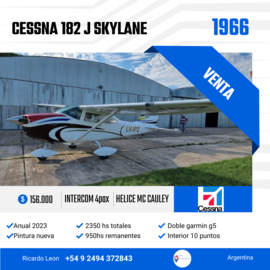 CESSNA 182 J SKYLANE
1966
VENTA
$ 156.000
INTERCOM 4pax
HELICE MC CAULEY
Cessna
Anual 2023
2350 hs totales
Doble garmin g5
Pintura nueva
950hs remanentes
Interior 10 puntos
Ricardo Leon
+54 9 2494 372843
Argentina